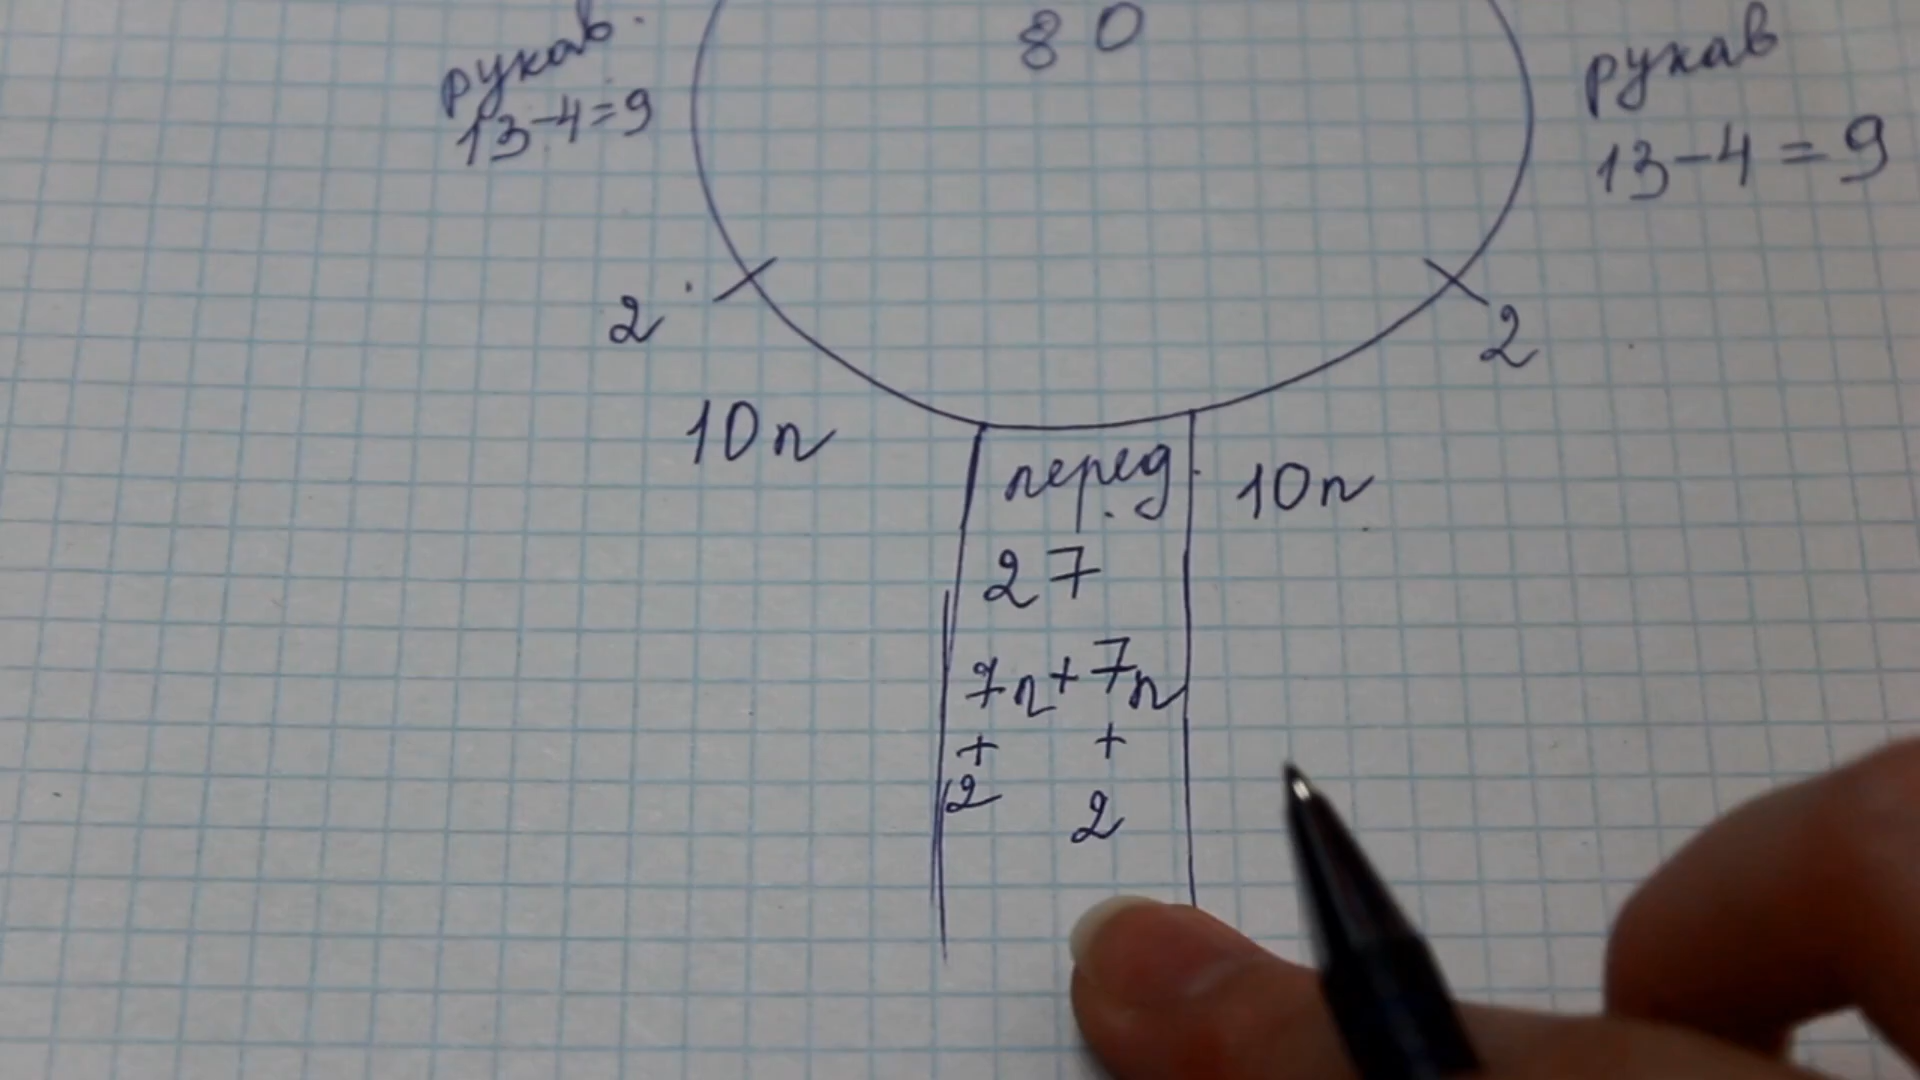 80
рукав.
13-4=9
рукав
13-4=9
2
2
10п
перед
10п
27
7п+7п
+ +
2 2